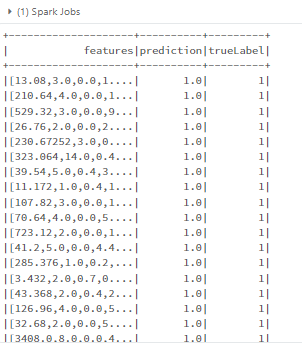 (1) Spark Jobs
+--------------------+----------+---------+
|            features|prediction|trueLabel|
+--------------------+----------+---------+
|[13.08,3.0,0.0,1....|       1.0|        1|
|[210.64,4.0,0.0,1...|       1.0|        1|
|[529.32,3.0,0.0,9...|       1.0|        1|
|[26.76,2.0,0.0,2....|       1.0|        1|
|[230.67252,3.0,0....|       1.0|        1|
|[323.064,14.0,0.4...|       1.0|        1|
|[39.54,5.0,0.4,3....|       1.0|        1|
|[11.172,1.0,0.4,1...|       1.0|        1|
|[107.82,3.0,0.0,1...|       1.0|        1|
|[70.64,4.0,0.0,5....|       1.0|        1|
|[723.12,2.0,0.0,1...|       1.0|        1|
|[41.2,5.0,0.0,4.4...|       1.0|        1|
|[285.376,1.0,0.2,...|       1.0|        1|
|[3.432,2.0,0.7,0....|       1.0|        1|
|[43.368,2.0,0.4,2...|       1.0|        1|
|[126.96,4.0,0.0,5...|       1.0|        1|
|[32.68,2.0,0.0,5....|       1.0|        1|
|[3408.0,8.0,0.0,4...|       1.0|        1|